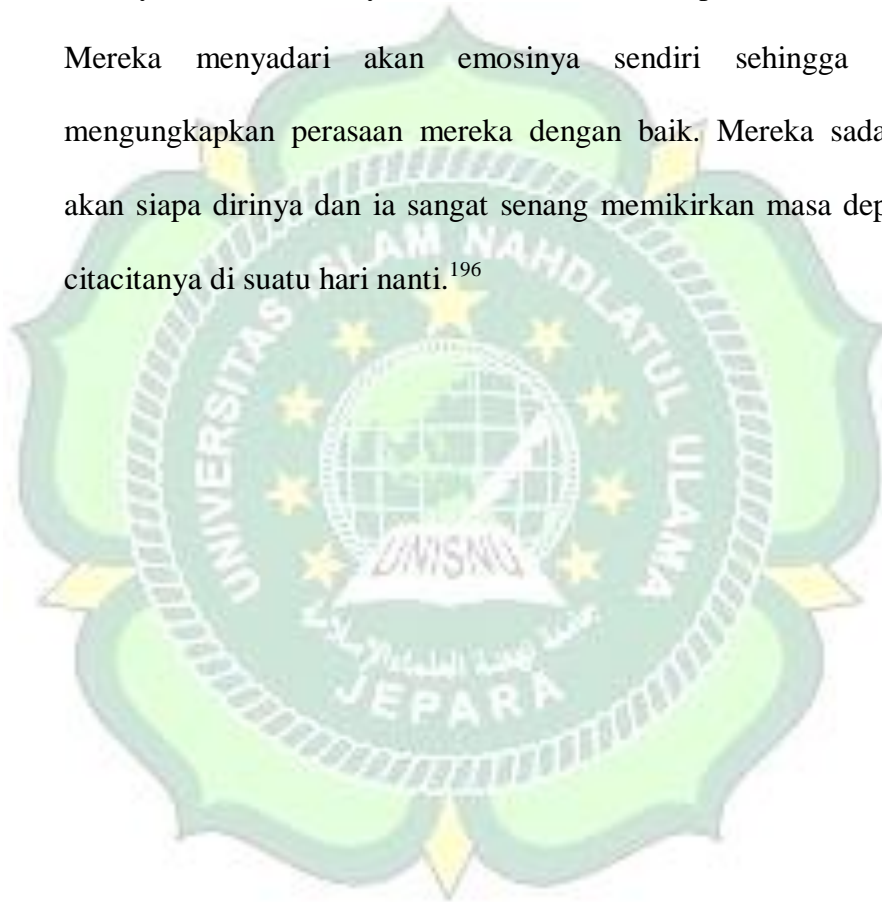 Mereka menyadari akan emosinya sendiri sehingga
mengungkapkan perasaan mereka dengan baik. Mereka sada
akan siapa dirinya dan ia sangat senang memikirkan masa dep
citacitanya di suatu hari nanti.196
UNIVERSITAS ISLAM NAHDLATUL ULAMA
UNISNU
JEPARA